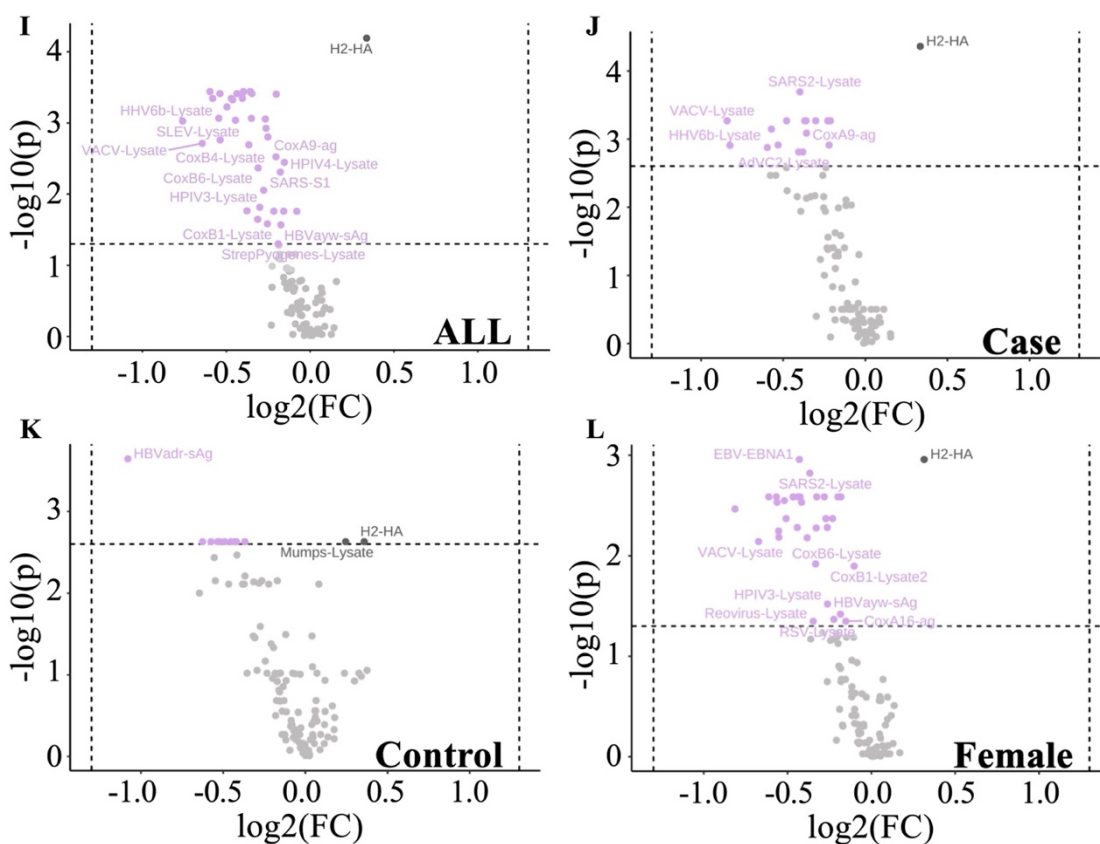 I
-log10(p)
4
3
2
1
0
H2-HA
HHV6b-Lysate
SLEV-Lysate
VACV-Lysate
CoxA9-ag
CoxB4-Lysate
HPIV4-Lysate
CoxB6-Lysate
SARS-S1
HPIV3-Lysate
CoxB1-Lysate
HBVayw-sAg
StrepPyogenes-Lysate
ALL
-1.0 -0.5 0.0 0.5 1.0
log2(FC)
J
-log10(p)
4
3
2
1
0
H2-HA
SARS2-Lysate
VACV-Lysate
HHV6b-Lysate
CoxA9-ag
AdVC2-Lysate
Case
-1.0 -0.5 0.0 0.5 1.0
log2(FC)
K
-log10(p)
3
2
1
0
HBVadr-sAg
H2-HA
Mumps-Lysate
Control
-1.0 -0.5 0.0 0.5 1.0
log2(FC)
L
-log10(p)
3
2
1
0
EBV-EBNA1
H2-HA
SARS2-Lysate
VACV-Lysate
CoxB6-Lysate
CoxB1-Lysate2
HPIV3-Lysate
HBVayw-sAg
Reovirus-Lysate
CoxA16-ag
RSV-Lysate
Female
-1.0 -0.5 0.0 0.5 1.0
log2(FC)